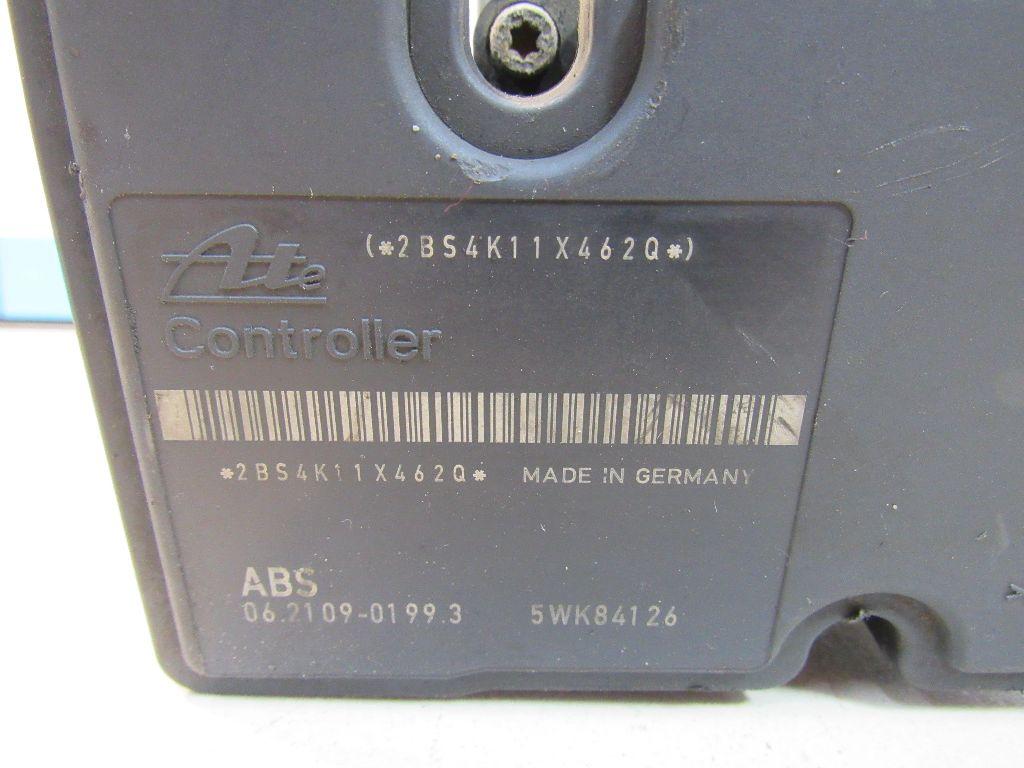 Ate (*2BS4K11X462Q*)
Controller
*2BS4K11X462Q* MADE IN GERMANY
ABS
06.2109-0199.3 5WK84126